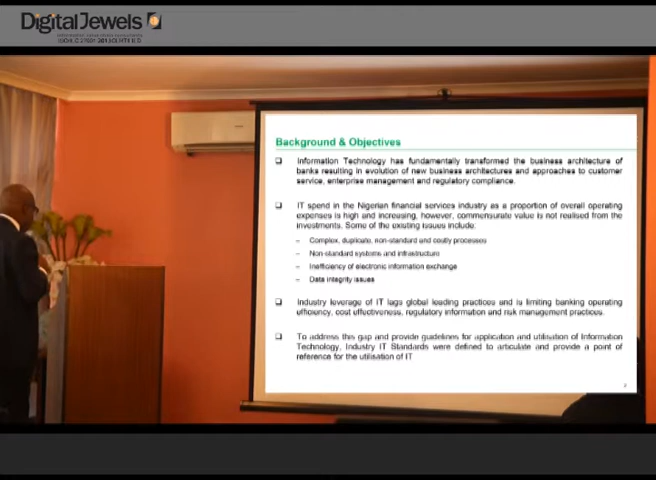 DigitalJewels
Background & Objectives
❑ Information Technology has fundamentally transformed the business architecture of
banks resulting in evolution of new business architectures and approaches to customer
service, enterprise management and regulatory compliance.
❑ IT spend in the Nigerian financial services industry as a proportion of overall operating
expenses is high and increasing, however, commensurate value is not realised from the
investments. Some of the existing issues include:
– Complex, duplicate, non-standard and costly processes
– Non-standard systems and infrastructure
– Inefficiency of electronic information exchange
– Data integrity issues
❑ Industry leverage of IT lags global leading practices and is limiting banking operating
efficiency, cost effectiveness, regulatory information and risk management practices.
❑ To address this gap and provide guidelines for application and utilisation of Information
Technology, Industry IT Standards were defined to articulate and provide a point of
reference for the utilisation of IT